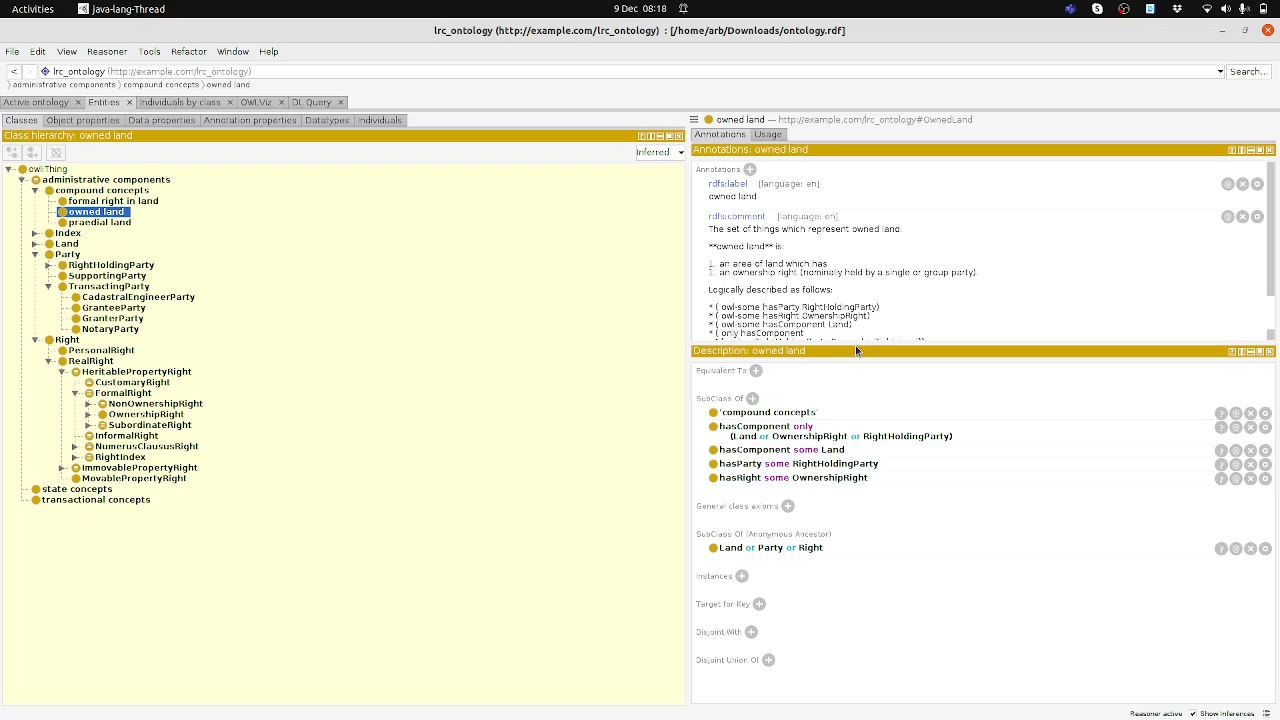 Activities java-lang-Thread 9 Dec 08:18
lrc_ontology (http://example.com/lrc_ontology) : [/home/arb/Downloads/ontology.rdf]
File Edit View Reasoner Tools Refactor Window Help
< > lrc_ontology (http://example.com/lrc_ontology) Search...
administrative components compound concepts owned land
Active ontology × Entities × Individuals by class × OWLViz × DL Query ×
Classes Object properties Data properties Annotation properties Datatypes Individuals
Class hierarchy: owned land
Inferred
owl:Thing
administrative components
compound concepts
formal right in land
owned land
praedial land
Index
Land
Party
RightHoldingParty
SupportingParty
TransactingParty
CadastralEngineerParty
GranteeParty
GranterParty
NotaryParty
Right
PersonalRight
RealRight
HeritablePropertyRight
CustomaryRight
FormalRight
NonOwnershipRight
OwnershipRight
SubordinateRight
InformalRight
NumerusClaususRight
RightIndex
ImmovablePropertyRight
MovablePropertyRight
state concepts
transactional concepts
owned land — http://example.com/lrc_ontology#OwnedLand
Annotations Usage
Annotations: owned land
Annotations
rdfs:label [language: en]
owned land
rdfs:comment [language: en]
The set of things which represent owned land.
**owned land** is:
1. an area of land which has
1. an ownership right (nominally held by a single or group party).
Logically described as follows:
* ( owl-some hasParty RightHoldingParty)
* ( owl-some hasRight OwnershipRight)
* ( owl-some hasComponent Land)
* ( only hasComponent
Description: owned land
Equivalent To
SubClass Of
'compound concepts'
hasComponent only
(Land or OwnershipRight or RightHoldingParty)
hasComponent some Land
hasParty some RightHoldingParty
hasRight some OwnershipRight
General class axioms
SubClass Of (Anonymous Ancestor)
Land or Party or Right
Instances
Target for Key
Disjoint With
Disjoint Union Of
Reasoner active Show Inferences